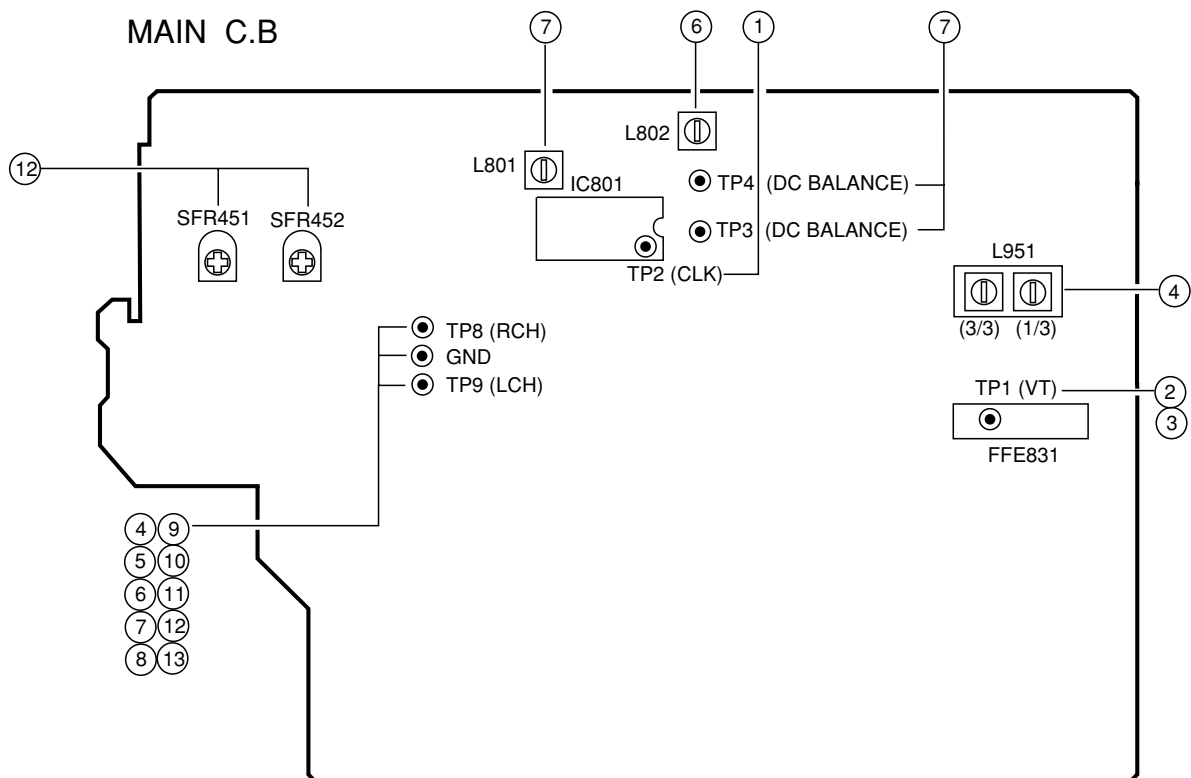 MAIN C.B
7 6 1 7
L802
L801
IC801
TP4 (DC BALANCE)
12
SFR451 SFR452
TP3 (DC BALANCE)
TP2 (CLK)
L951
4
(3/3) (1/3)
TP8 (RCH)
GND
TP9 (LCH)
TP1 (VT)
2
3
FFE831
4 9
5 10
6 11
7 12
8 13